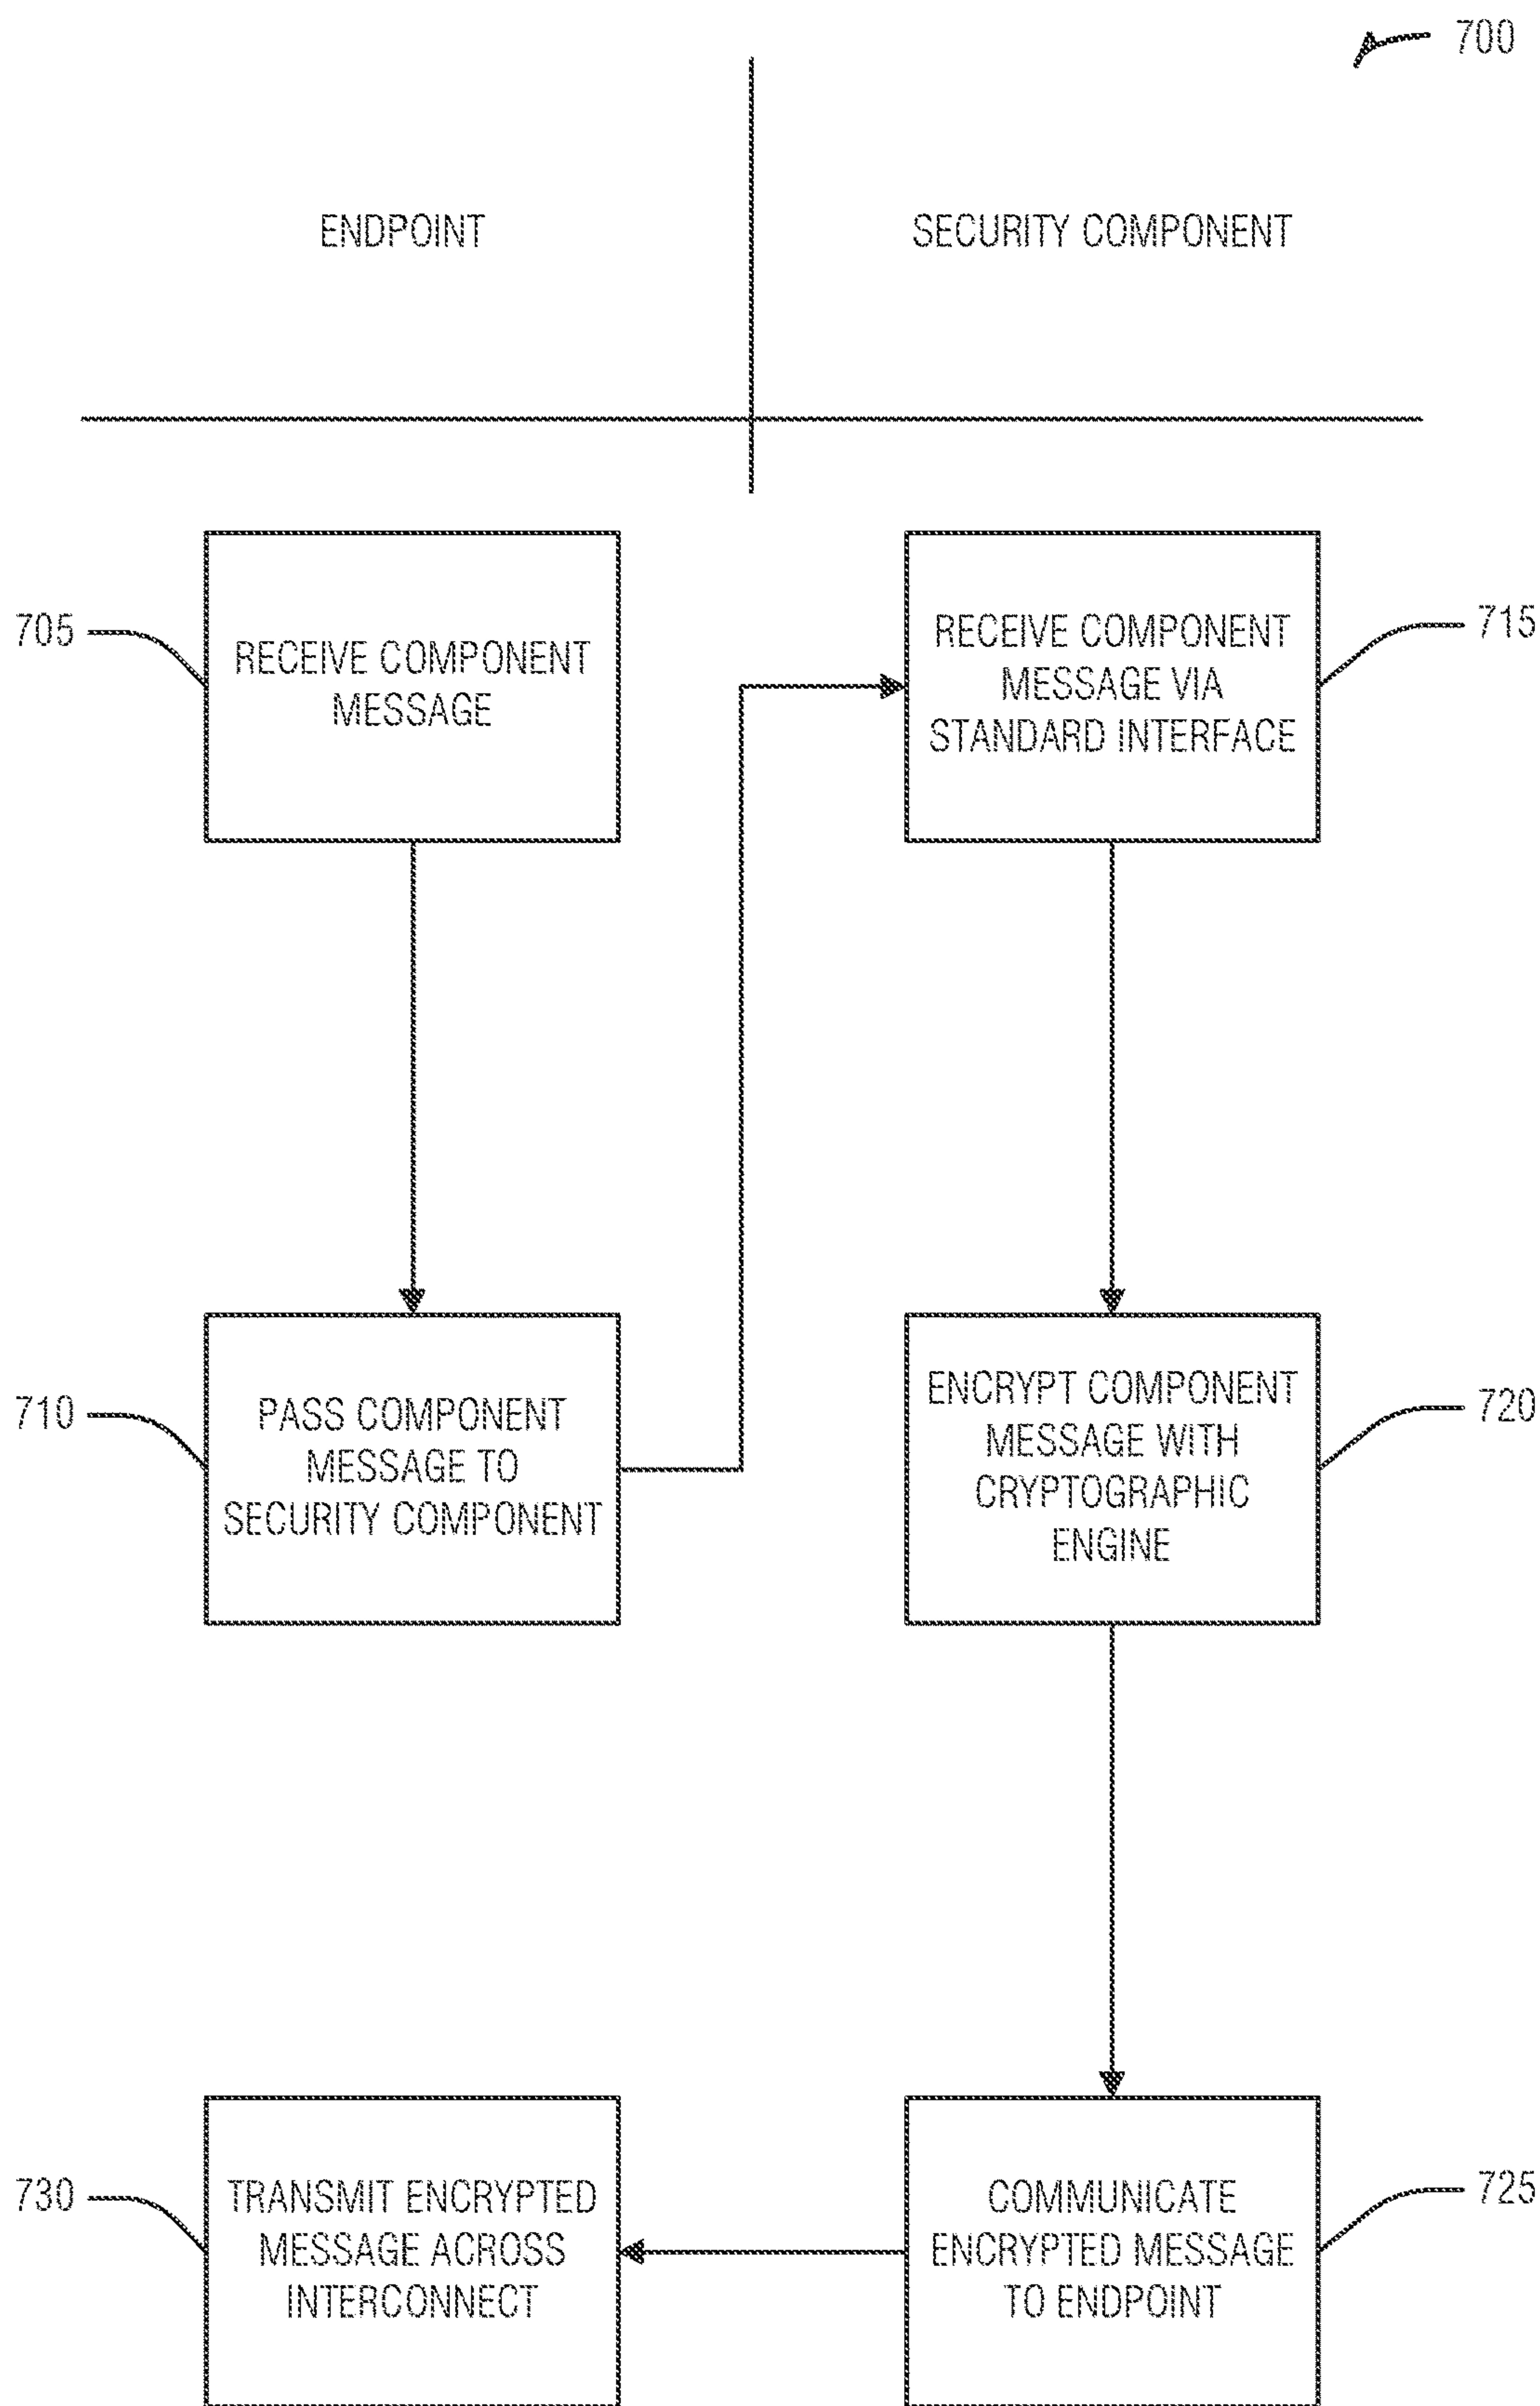 700
ENDPOINT
SECURITY COMPONENT
705
RECEIVE COMPONENT
MESSAGE
RECEIVE COMPONENT
MESSAGE VIA
STANDARD INTERFACE
715
710
PASS COMPONENT
MESSAGE TO
SECURITY COMPONENT
ENCRYPT COMPONENT
MESSAGE WITH
CRYPTOGRAPHIC
ENGINE
720
730
TRANSMIT ENCRYPTED
MESSAGE ACROSS
INTERCONNECT
COMMUNICATE
ENCRYPTED MESSAGE
TO ENDPOINT
725